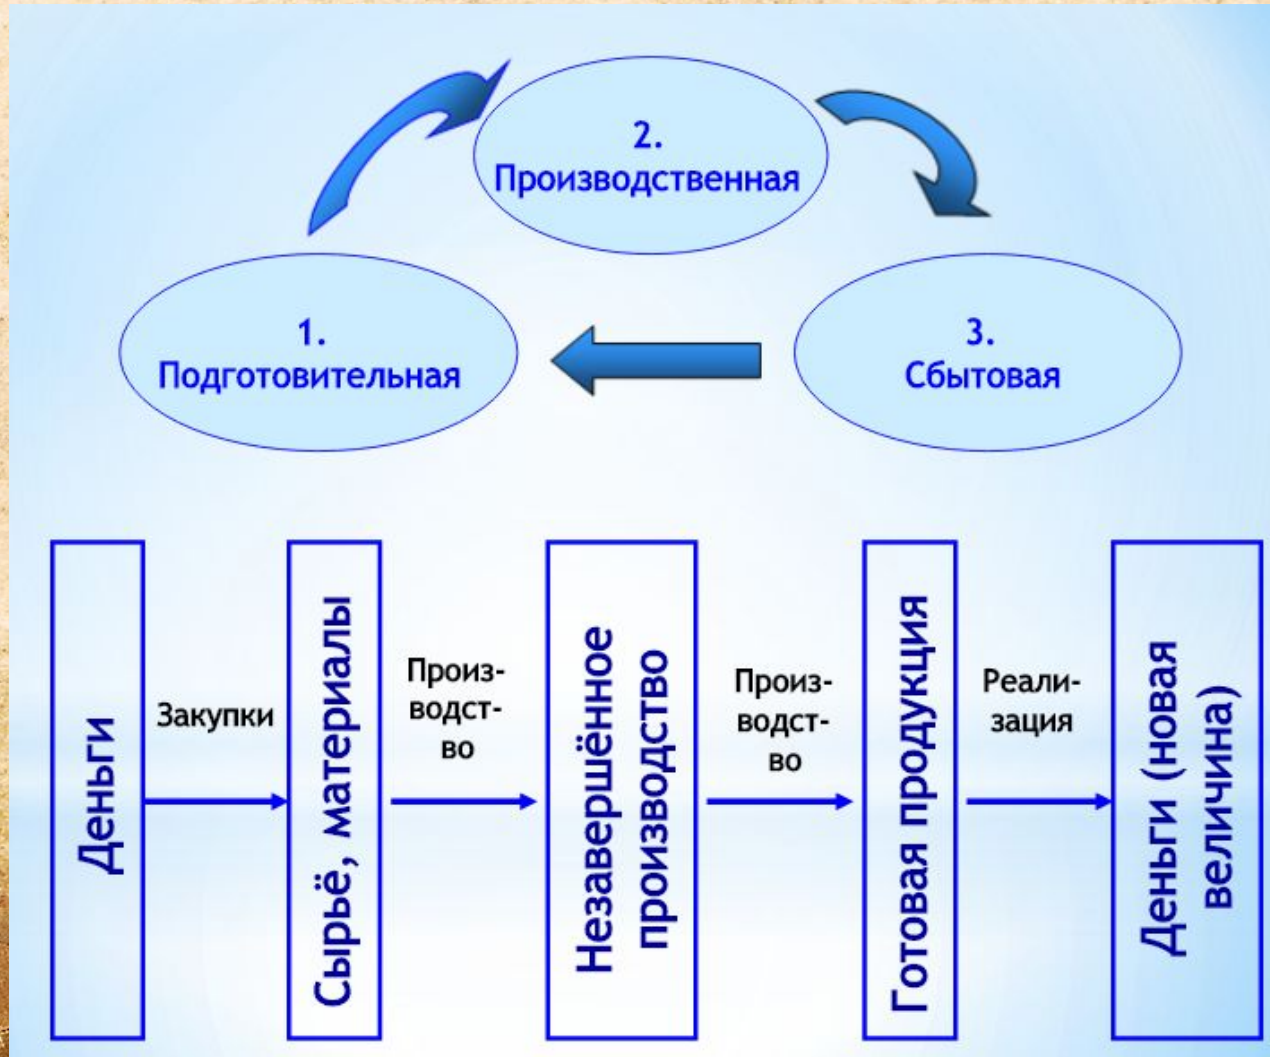 2.
Производственная
1.
Подготовительная
3.
Сбытовая
Деньги
Закупки
Сырьё, материалы
Произ-
водст-
во
Незавершённое
производство
Произ-
водст-
во
Готовая продукция
Реали-
зация
Деньги (новая
величина)